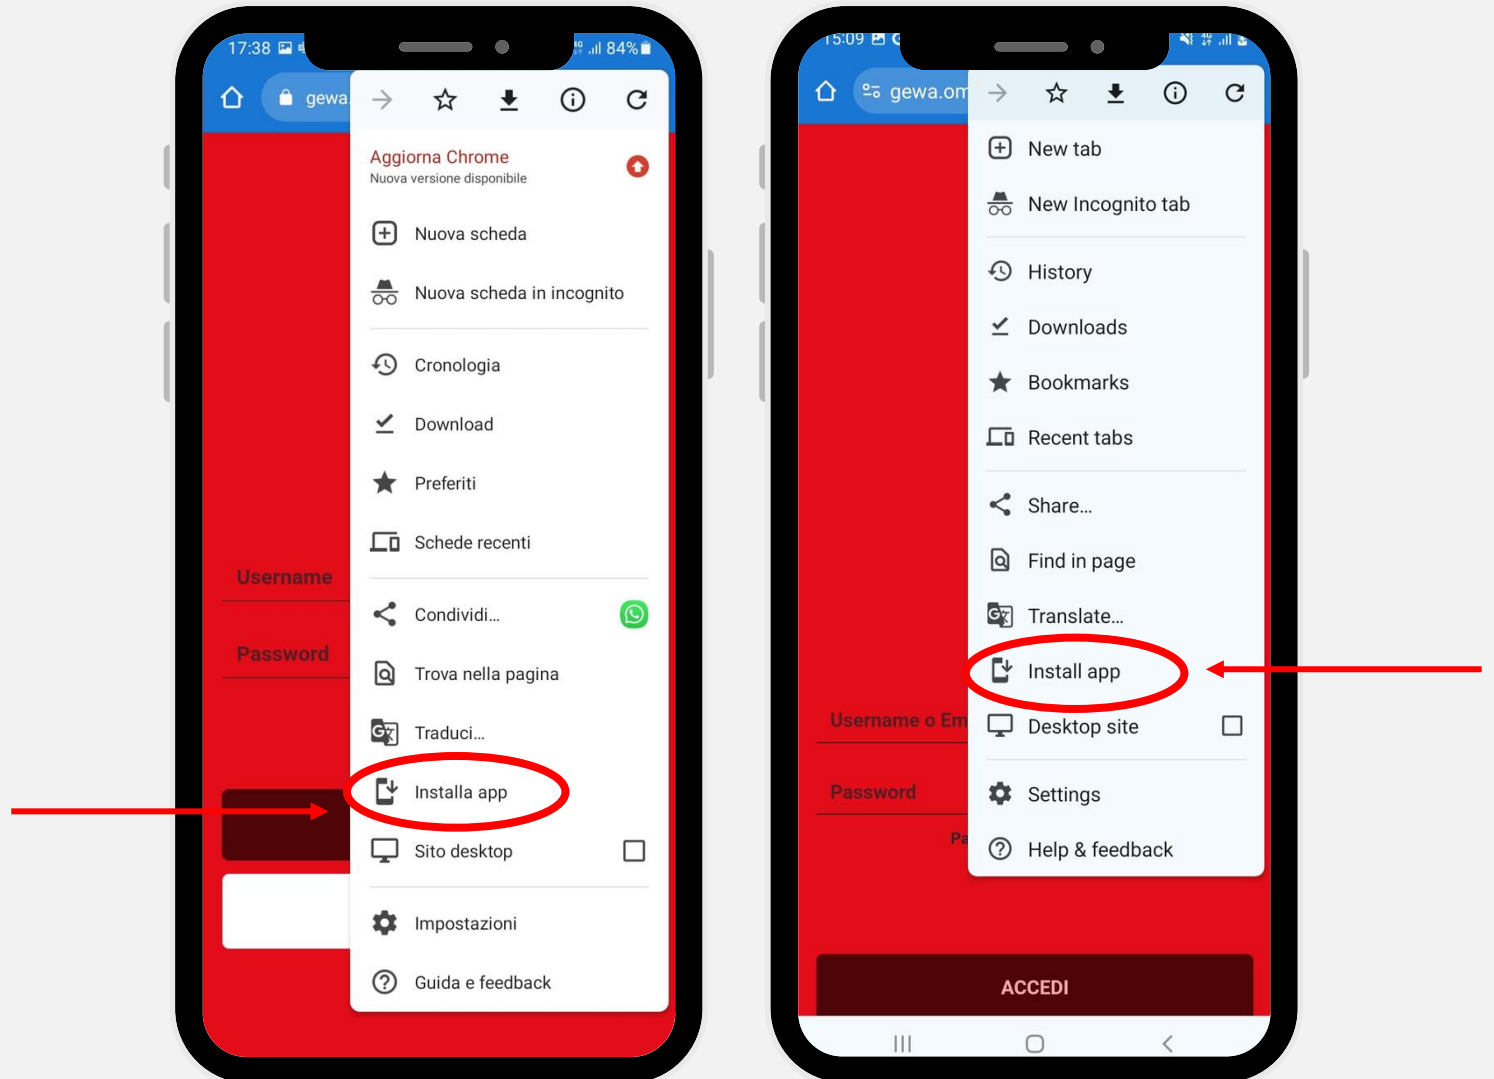 17:38
84%
gewa.
Aggiorna Chrome
Nuova versione disponibile
Nuova scheda
Nuova scheda in incognito
Cronologia
Download
Preferiti
Schede recenti
Username
Condividi...
Password
Trova nella pagina
Traduci...
Installa app
Sito desktop
Impostazioni
Guida e feedback
15:09
4G
gewa.om
New tab
New Incognito tab
History
Downloads
Bookmarks
Recent tabs
Share...
Find in page
Translate...
Install app
Username o Em
Desktop site
Password
Settings
Pa
Help & feedback
ACCEDI